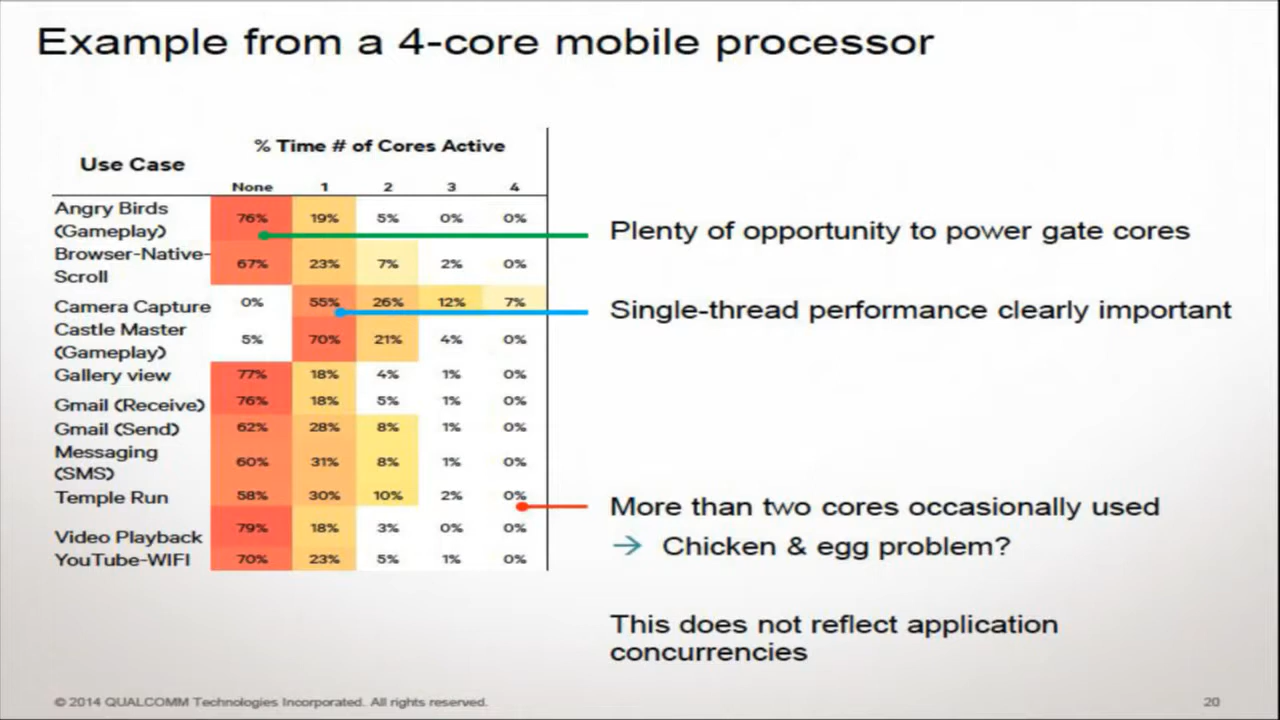 Example from a 4-core mobile processor
Use Case
% Time # of Cores Active
None 1 2 3 4
Angry Birds
(Gameplay) 76% 19% 5% 0% 0%
Browser-Native-
Scroll 67% 23% 7% 2% 0%
Camera Capture 0% 55% 26% 12% 7%
Castle Master
(Gameplay) 5% 70% 21% 4% 0%
Gallery view 77% 18% 4% 1% 0%
Gmail (Receive) 76% 18% 5% 1% 0%
Gmail (Send) 62% 28% 8% 1% 0%
Messaging
(SMS) 60% 31% 8% 1% 0%
Temple Run 58% 30% 10% 2% 0%
Video Playback 79% 18% 3% 0% 0%
YouTube-WIFI 70% 23% 5% 1% 0%
Plenty of opportunity to power gate cores
Single-thread performance clearly important
More than two cores occasionally used
→ Chicken & egg problem?
This does not reflect application
concurrencies
© 2014 QUALCOMM Technologies Incorporated. All rights reserved.
20